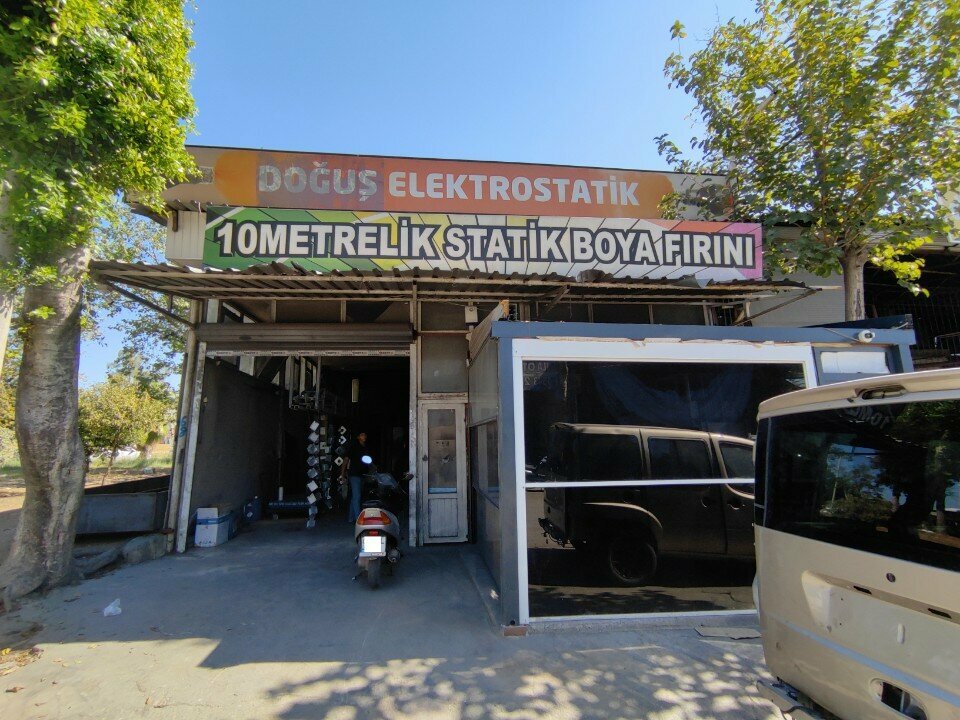 DOĞUŞ ELEKTROSTATİK
10METRELİK STATİK BOYA FIRINI